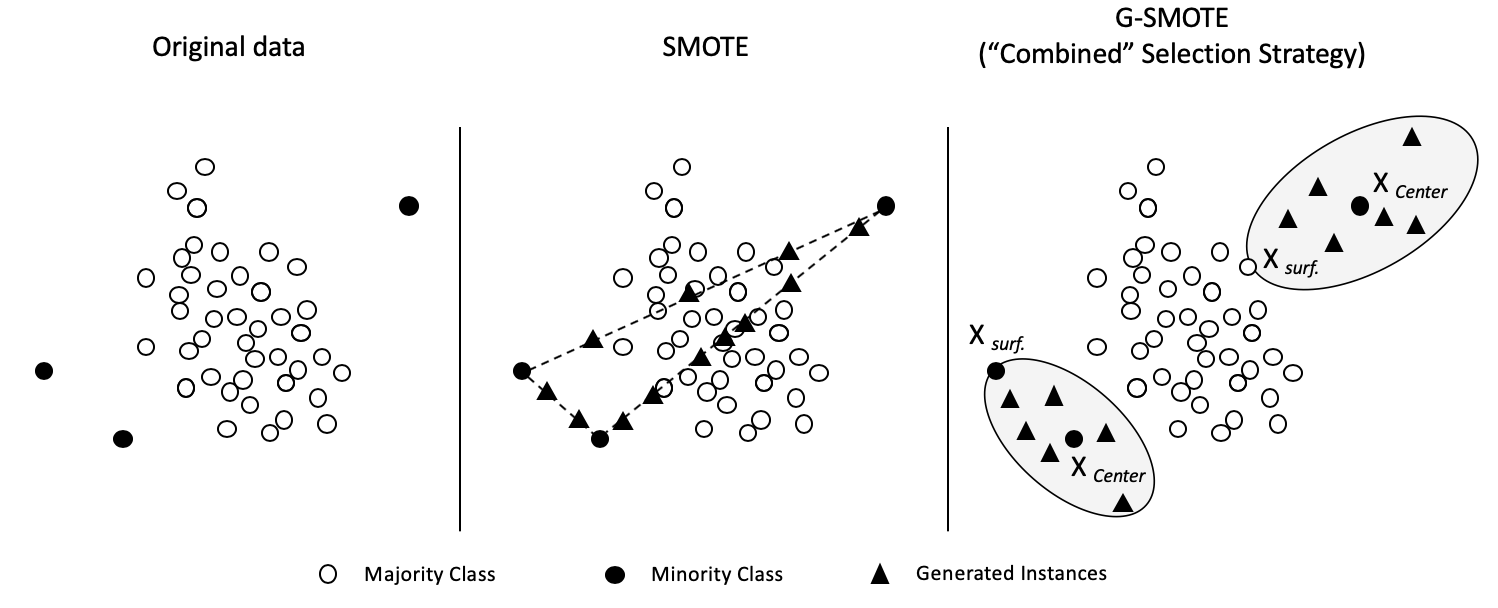 Original data
SMOTE
G-SMOTE
(“Combined” Selection Strategy)
X Center
X surf.
X surf.
X Center
Majority Class
Minority Class
Generated Instances